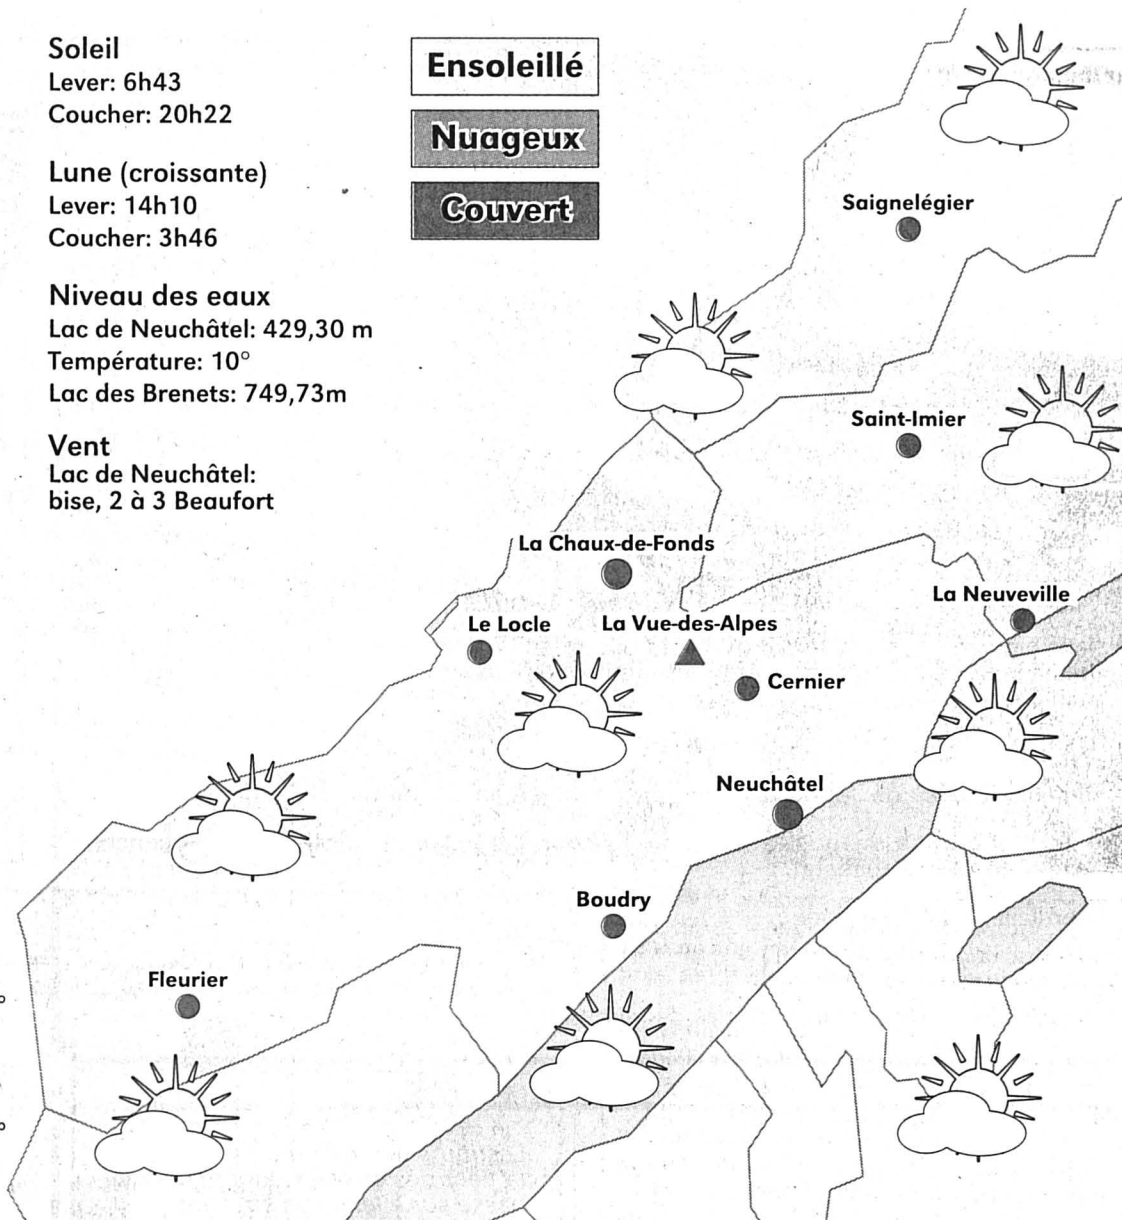 Soleil
Lever: 6h43
Coucher: 20h22
Lune (croissante)
Lever: 14h10
Coucher: 3h46
Niveau des eaux
Lac de Neuchâtel: 429,30 m
Température: 10°
Lac des Brenets: 749,73m
Vent
Lac de Neuchâtel:
bise, 2 à 3 Beaufort
Ensoleillé
Nuageux
Couvert
Saignelégier
Saint-Imier
La Chaux-de-Fonds
La Neuveville
Le Locle
La Vue-des-Alpes
Cernier
Neuchâtel
Boudry
Fleurier